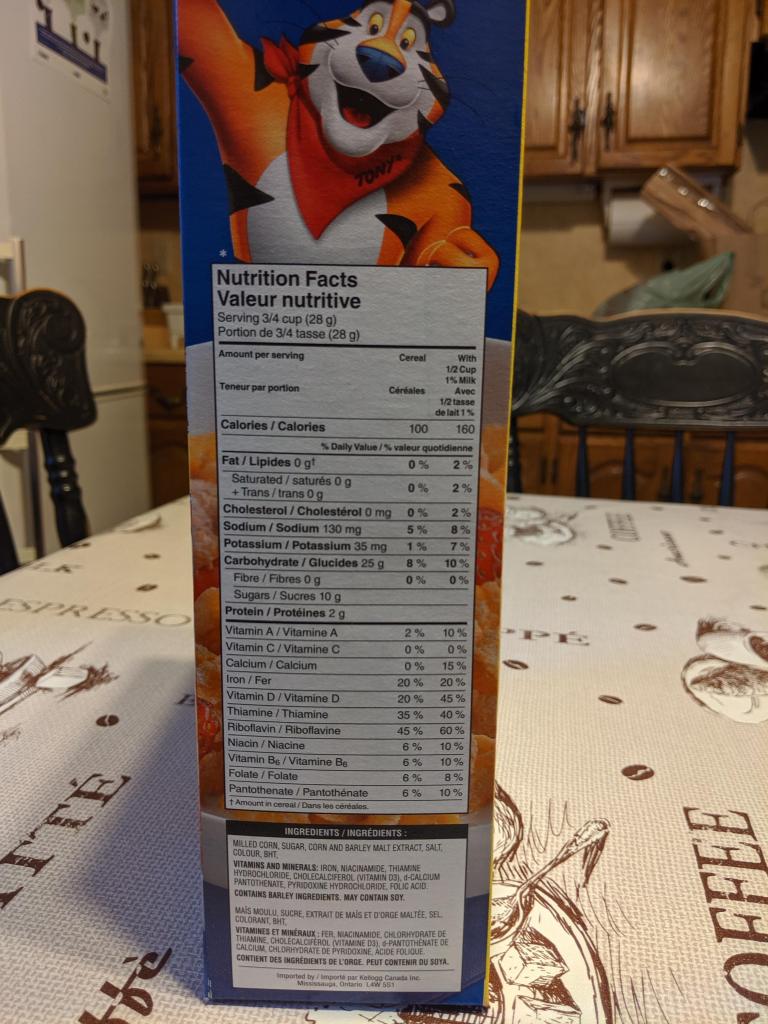 TONY®
*
Nutrition Facts
Valeur nutritive
Serving 3/4 cup (28 g)
Portion de 3/4 tasse (28 g)
Amount per serving Cereal With
1/2 Cup
1% Milk
Teneur par portion Céréales Avec
1/2 tasse
de lait 1 %
Calories / Calories 100 160
% Daily Value / % valeur quotidienne
Fat / Lipides 0 g† 0 % 2 %
Saturated / saturés 0 g
+ Trans / trans 0 g 0 % 2 %
Cholesterol / Cholestérol 0 mg 0 % 2 %
Sodium / Sodium 130 mg 5 % 8 %
Potassium / Potassium 35 mg 1 % 7 %
Carbohydrate / Glucides 25 g 8 % 10 %
Fibre / Fibres 0 g 0 % 0 %
Sugars / Sucres 10 g
Protein / Protéines 2 g
Vitamin A / Vitamine A 2 % 10 %
Vitamin C / Vitamine C 0 % 0 %
Calcium / Calcium 0 % 15 %
Iron / Fer 20 % 20 %
Vitamin D / Vitamine D 20 % 45 %
Thiamine / Thiamine 35 % 40 %
Riboflavin / Riboflavine 45 % 60 %
Niacin / Niacine 6 % 10 %
Vitamin B6 / Vitamine B6 6 % 10 %
Folate / Folate 6 % 8 %
Pantothenate / Pantothénate 6 % 10 %
† Amount in cereal / Dans les céréales.
INGREDIENTS / INGRÉDIENTS :
MILLED CORN, SUGAR, CORN AND BARLEY MALT EXTRACT, SALT,
COLOUR, BHT,
VITAMINS AND MINERALS: IRON, NIACINAMIDE, THIAMINE
HYDROCHLORIDE, CHOLECALCIFEROL (VITAMIN D3), d-CALCIUM
PANTOTHENATE, PYRIDOXINE HYDROCHLORIDE, FOLIC ACID.
CONTAINS BARLEY INGREDIENTS. MAY CONTAIN SOY.
MAÏS MOULU, SUCRE, EXTRAIT DE MAÏS ET D'ORGE MALTÉE, SEL,
COLORANT, BHT,
VITAMINES ET MINÉRAUX : FER, NIACINAMIDE, CHLORHYDRATE DE
THIAMINE, CHOLÉCALCIFÉROL (VITAMINE D3), d-PANTOTHÉNATE DE
CALCIUM, CHLORHYDRATE DE PYRIDOXINE, ACIDE FOLIQUE.
CONTIENT DES INGRÉDIENTS DE L'ORGE. PEUT CONTENIR DU SOYA.
Imported by / Importé par Kellogg Canada Inc.
Mississauga, Ontario L4W 5S1
ESPRESSO
COFFEE
COFFEE